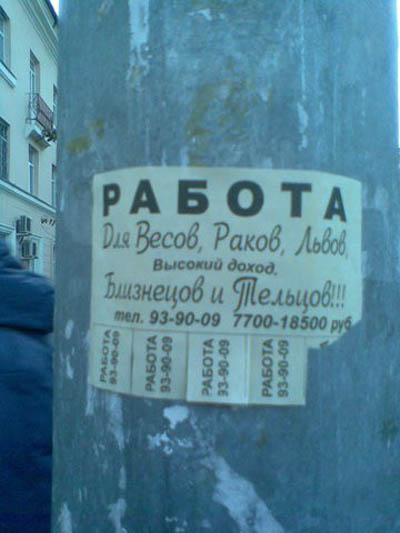 РАБОТА
Для Весов, Раков, Львов,
Высокий доход.
Близнецов и Тельцов!!!
тел. 93-90-09 7700-18500 руб
РАБОТА
93-90-09
РАБОТА
93-90-09
РАБОТА
93-90-09
РАБОТА
93-90-09